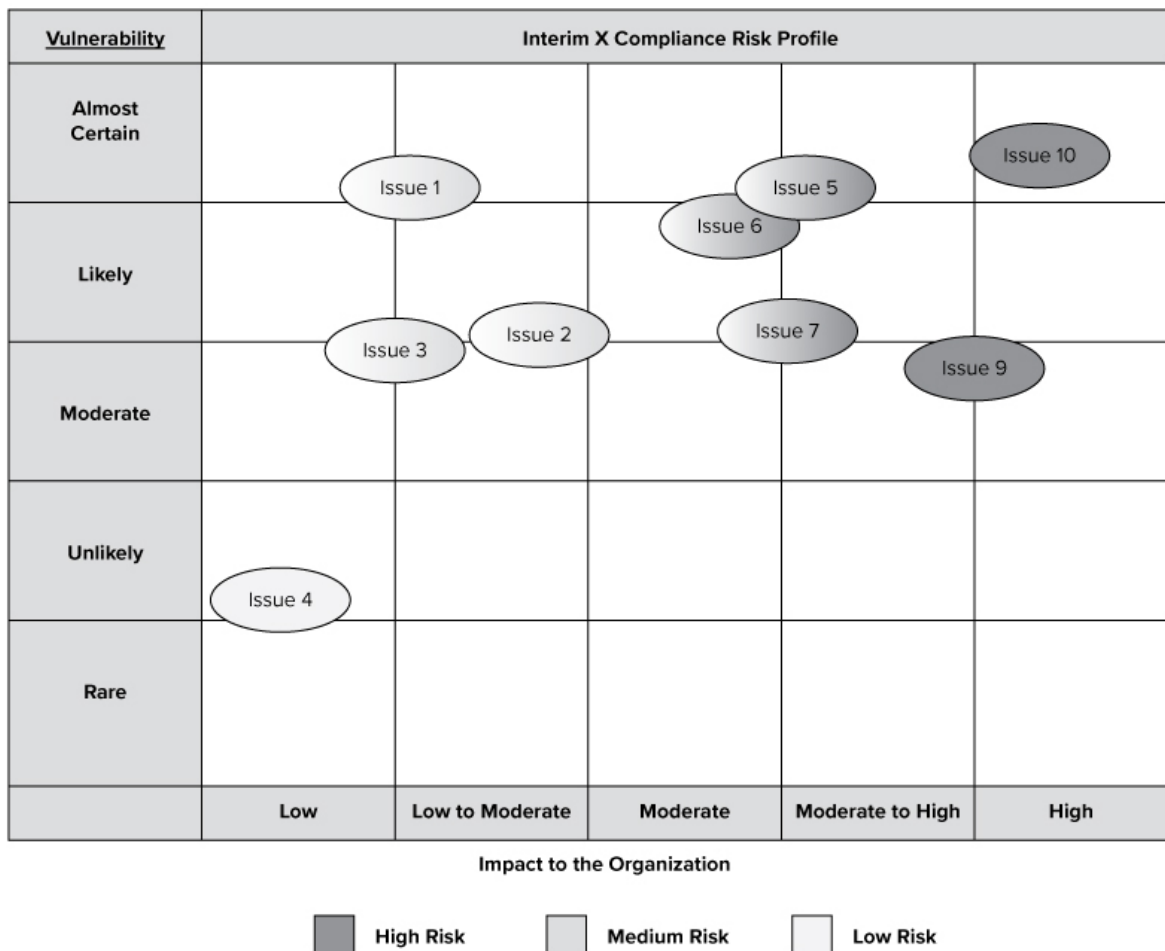 Vulnerability
Interim X Compliance Risk Profile
Almost
Certain
Issue 10
Issue 1
Issue 5
Issue 6
Likely
Issue 7
Issue 2
Issue 3
Issue 9
Moderate
Unlikely
Issue 4
Rare
Low
Low to Moderate
Moderate
Moderate to High
High
Impact to the Organization
High Risk
Medium Risk
Low Risk